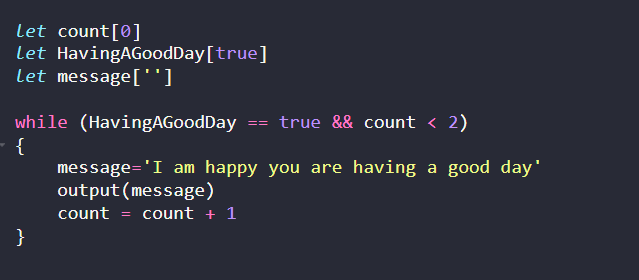 let count[0]
let HavingAGoodDay[true]
let message['']
while (HavingAGoodDay == true && count < 2)
{
message='I am happy you are having a good day'
output(message)
count = count + 1
}